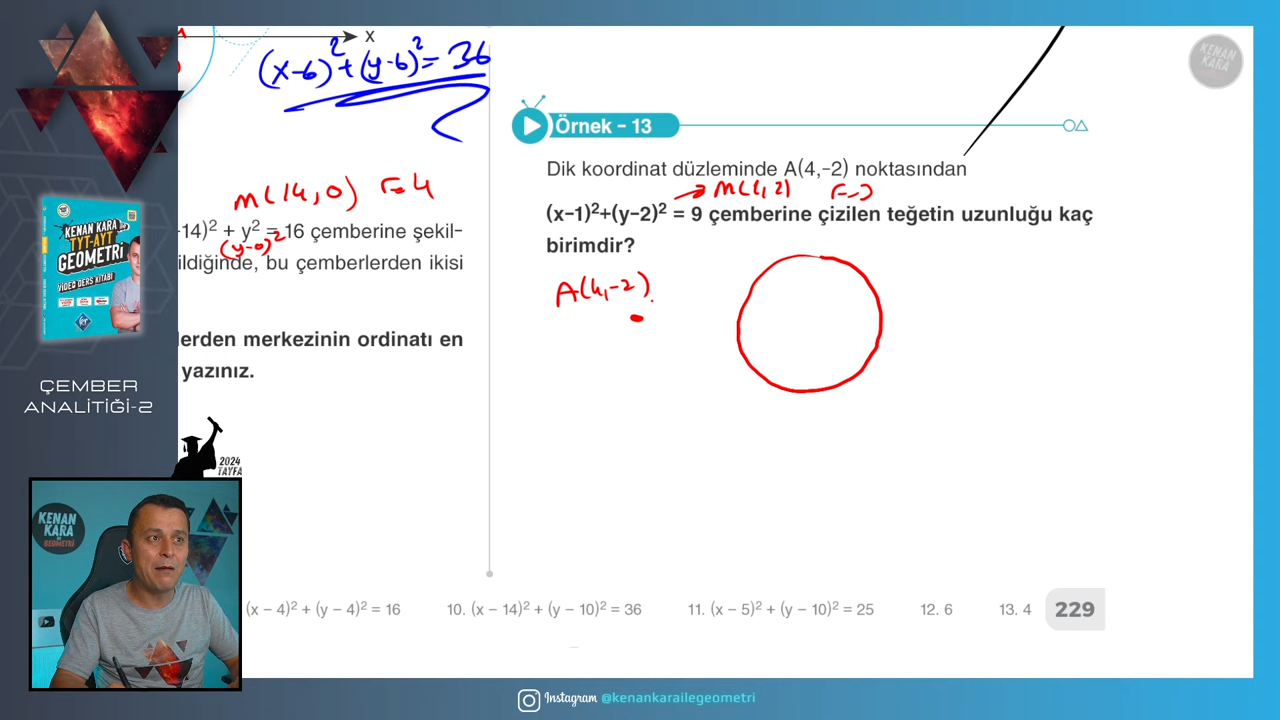 x
(x-6)²+(y-6)²= 36
KENAN
KARA
Örnek - 13
Dik koordinat düzleminde A(4,-2) noktasından
M(1,2)
(x-1)²+(y-2)² = 9 çemberine çizilen teğetin uzunluğu kaç
birimdir?
A(4,-2)
M(14,0) r=4
14)² + y² = 16 çemberine şekil-
(y-0)²
ildiğinde, bu çemberlerden ikisi
lerden merkezinin ordinatı en
yazınız.
KENAN KARA
TYT-AYT
GEOMETRİ
VİDEO DERS KİTABI
ÇEMBER
ANALİTİĞİ-2
2024
TAYFA
KENAN
KARA
GEOMETRİ
(x − 4)² + (y − 4)² = 16
10. (x − 14)² + (y − 10)² = 36
11. (x − 5)² + (y − 10)² = 25
12. 6
13. 4
229
Instagram @kenankarailegeometri